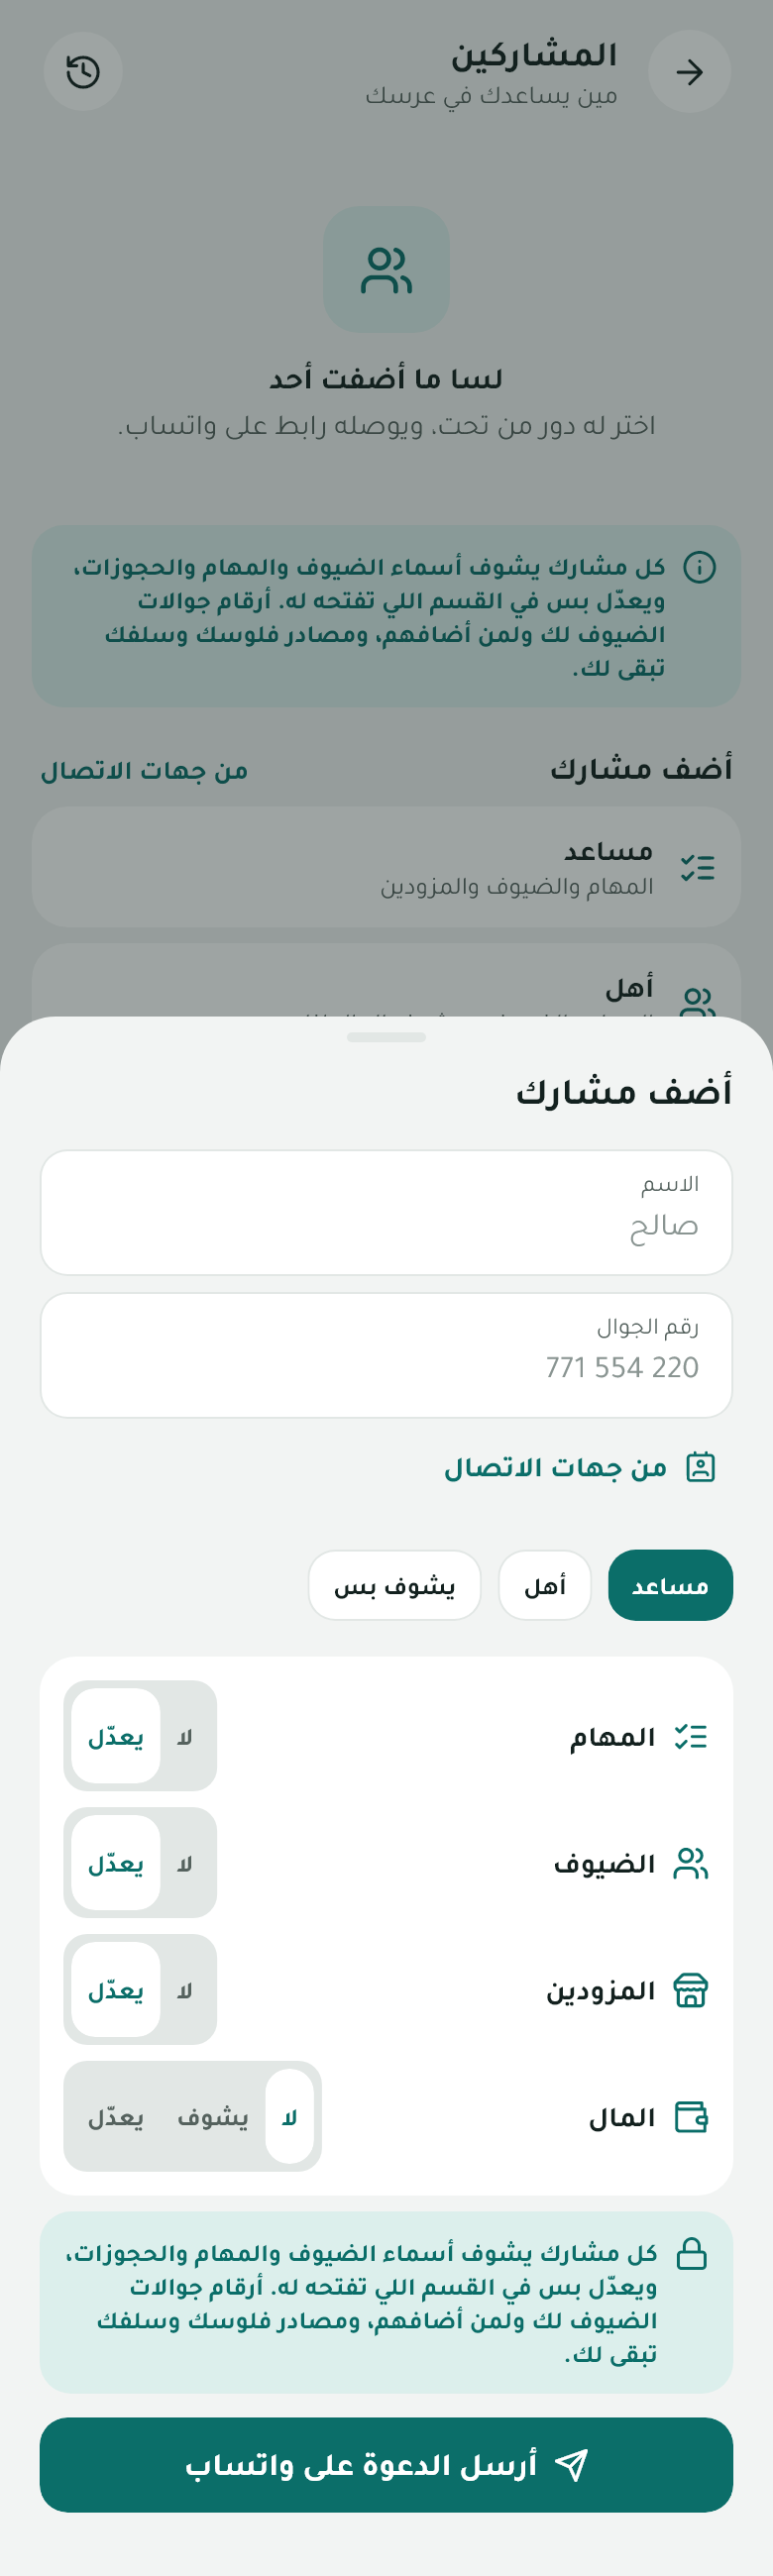 المشاركين
مين يساعدك في عرسك
لسا ما أضفت أحد
اختر له دور من تحت، ويوصله رابط على واتساب.
كل مشارك يشوف أسماء الضيوف والمهام والحجوزات،
ويعدّل بس في القسم اللي تفتحه له. أرقام جوالات
الضيوف لك ولمن أضافهم، ومصادر فلوسك وسلفك
تبقى لك.
أضف مشارك
من جهات الاتصال
مساعد
المهام والضيوف والمزودين
أهل
أضف مشارك
الاسم
صالح
رقم الجوال
771 554 220
من جهات الاتصال
مساعد
أهل
يشوف بس
المهام
لا
يعدّل
الضيوف
لا
يعدّل
المزودين
لا
يعدّل
المال
لا
يشوف
يعدّل
كل مشارك يشوف أسماء الضيوف والمهام والحجوزات،
ويعدّل بس في القسم اللي تفتحه له. أرقام جوالات
الضيوف لك ولمن أضافهم، ومصادر فلوسك وسلفك
تبقى لك.
أرسل الدعوة على واتساب